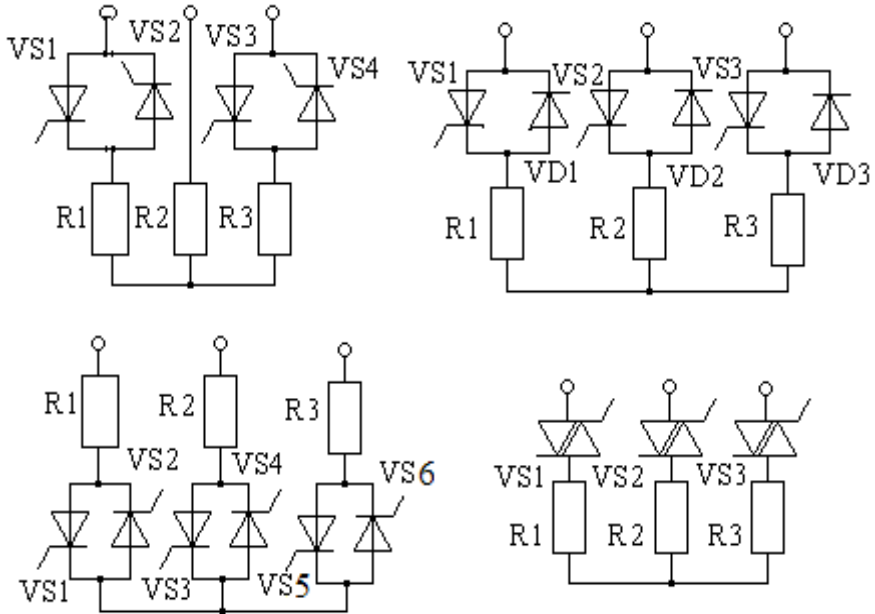 VS1 VS2 VS3 VS4
R1 R2 R3
VS1 VS2 VS3
VD1 VD2 VD3
R1 R2 R3
R1 R2 R3
VS2 VS4 VS6
VS1 VS3 VS5
VS1 VS2 VS3
R1 R2 R3